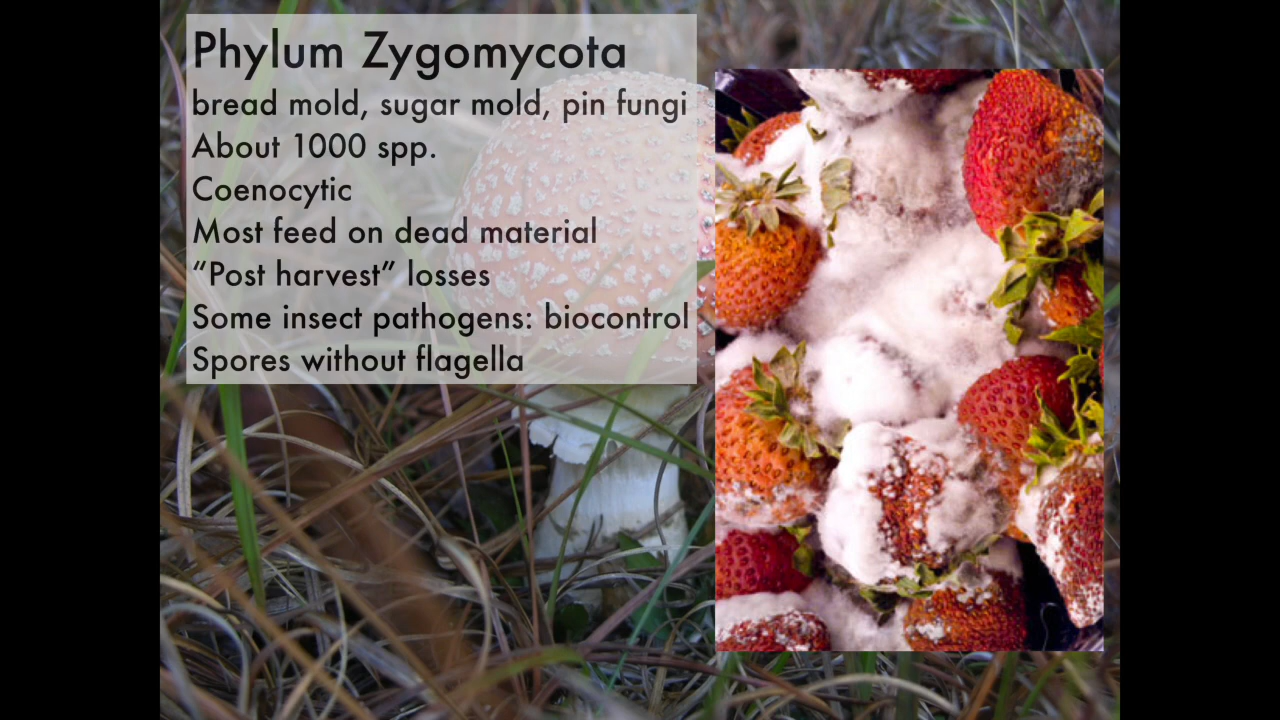 Phylum Zygomycota
bread mold, sugar mold, pin fungi
About 1000 spp.
Coenocytic
Most feed on dead material
“Post harvest” losses
Some insect pathogens: biocontrol
Spores without flagella